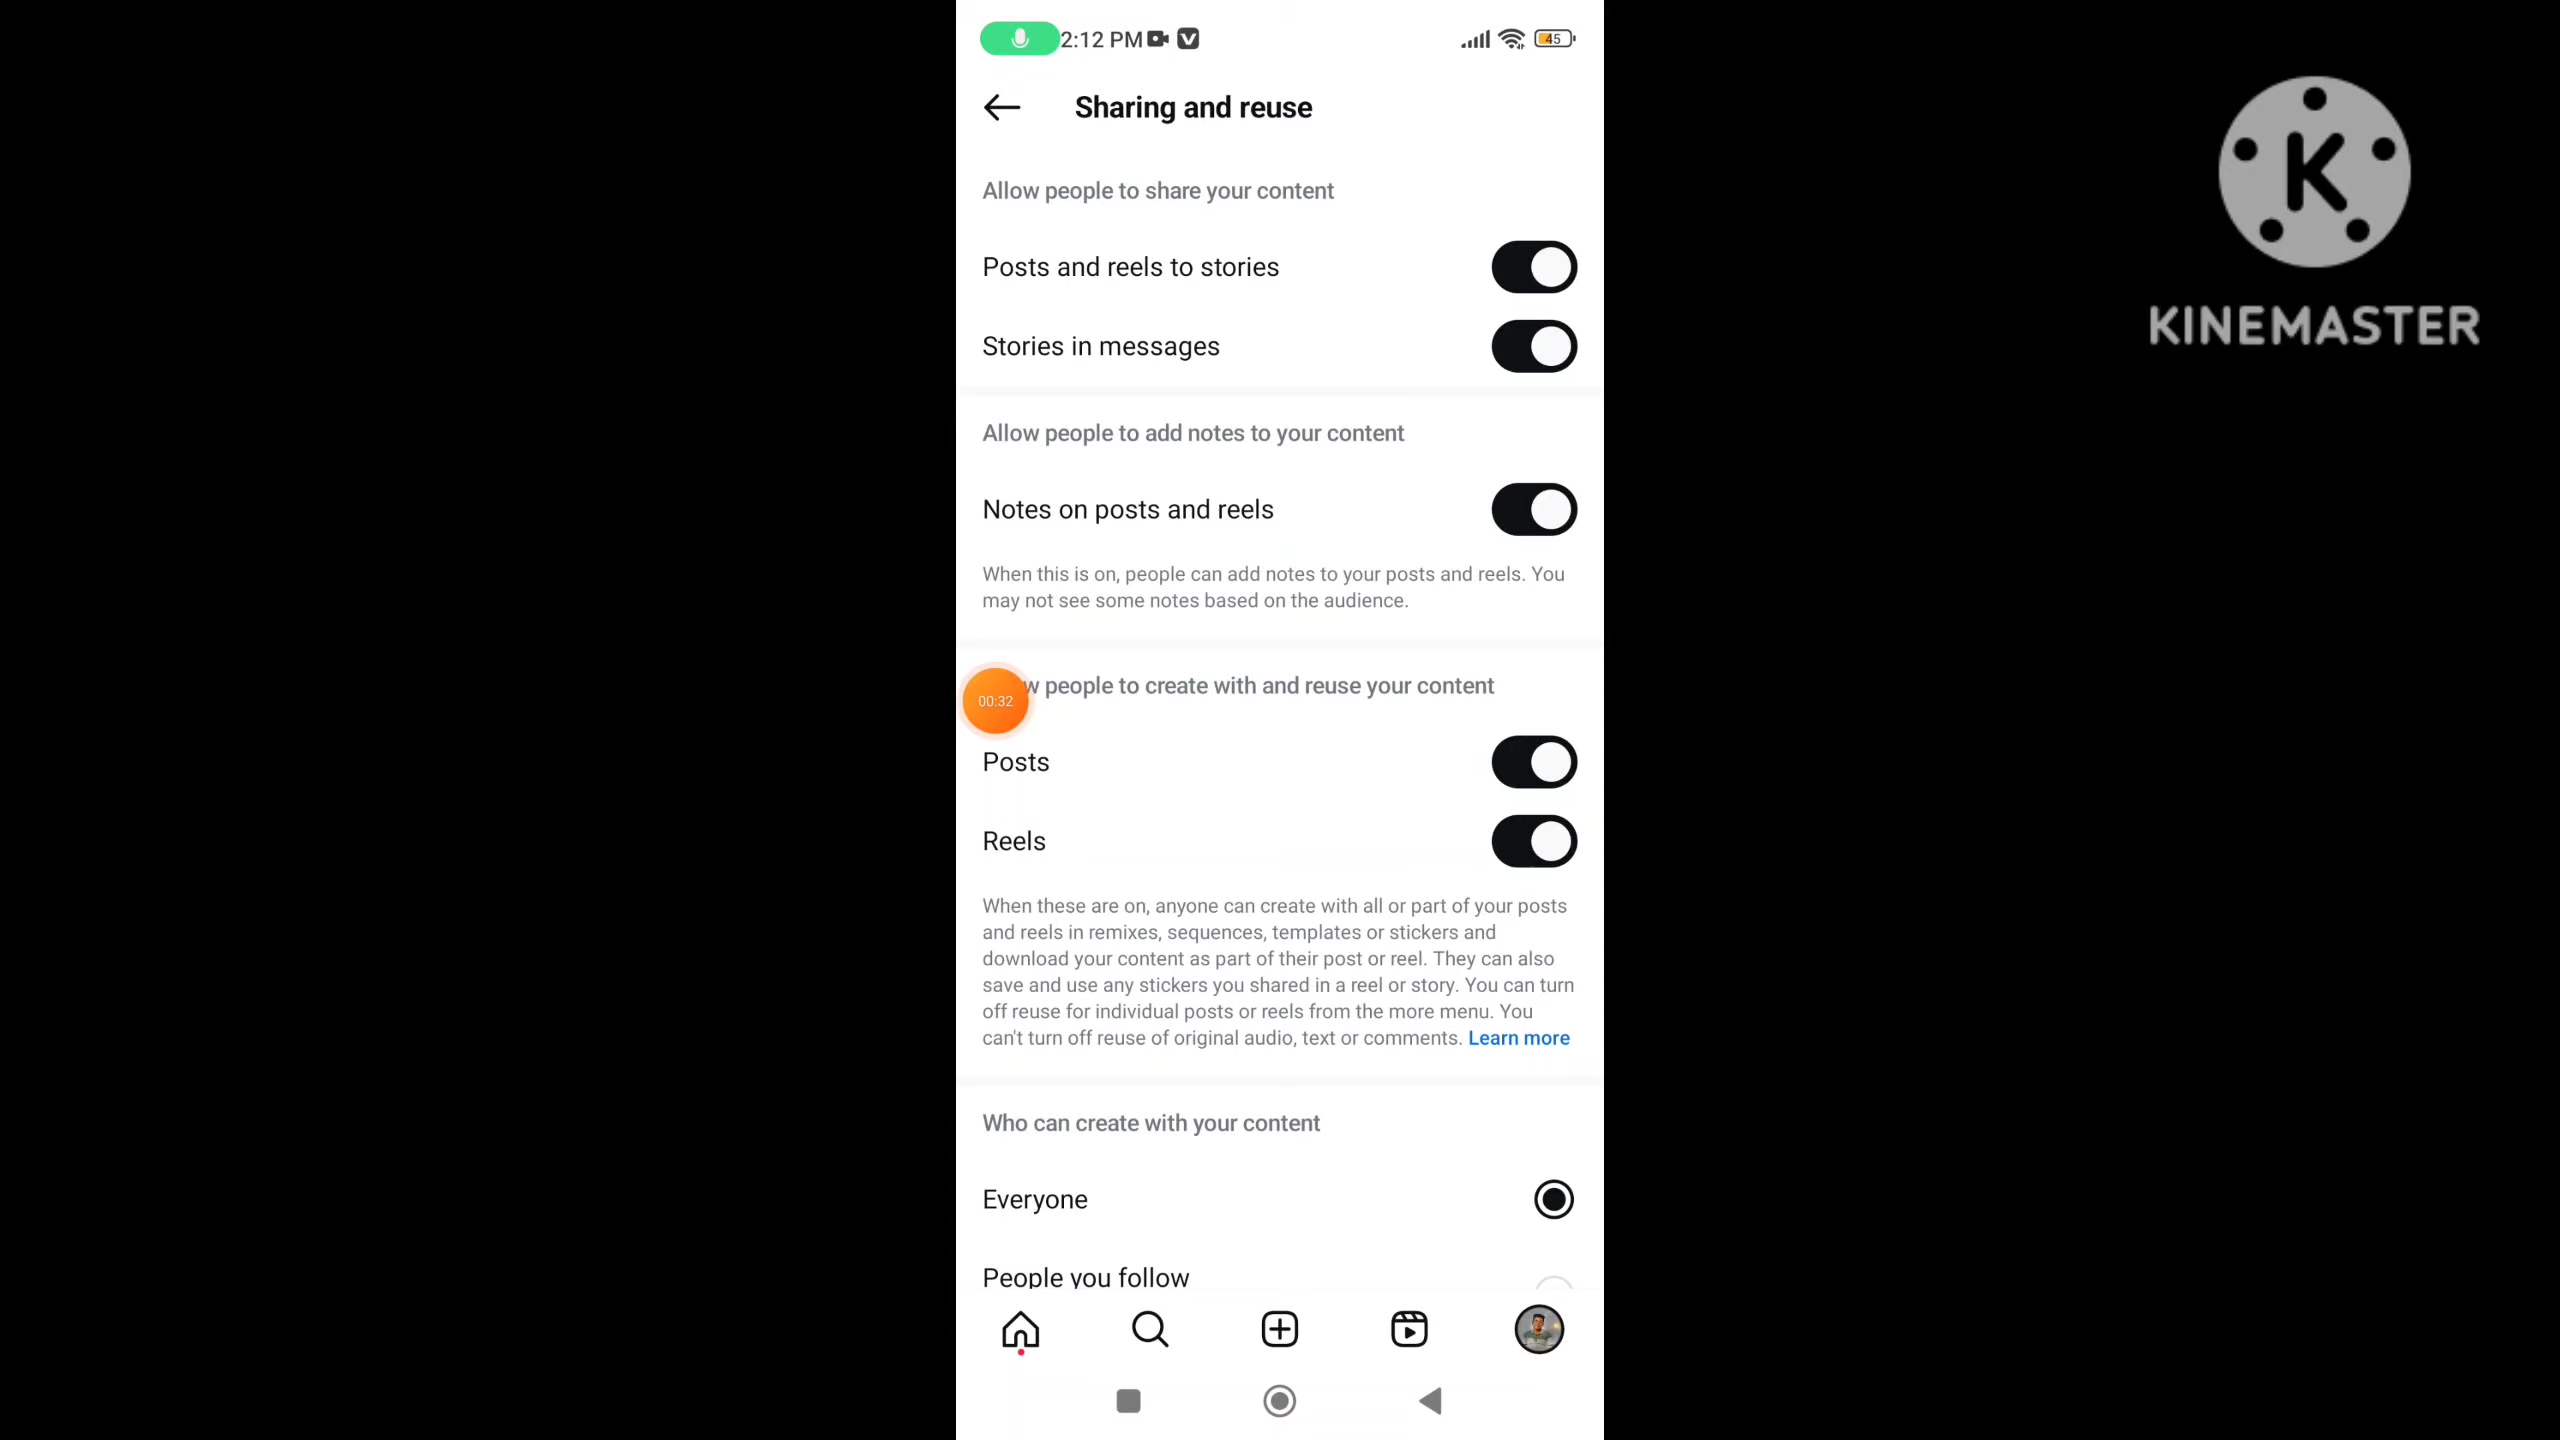 2:12 PM
45
Sharing and reuse
K
KINEMASTER
Allow people to share your content
Posts and reels to stories
Stories in messages
Allow people to add notes to your content
Notes on posts and reels
When this is on, people can add notes to your posts and reels. You
may not see some notes based on the audience.
00:32
w people to create with and reuse your content
Posts
Reels
When these are on, anyone can create with all or part of your posts
and reels in remixes, sequences, templates or stickers and
download your content as part of their post or reel. They can also
save and use any stickers you shared in a reel or story. You can turn
off reuse for individual posts or reels from the more menu. You
can't turn off reuse of original audio, text or comments. Learn more
Who can create with your content
Everyone
People you follow